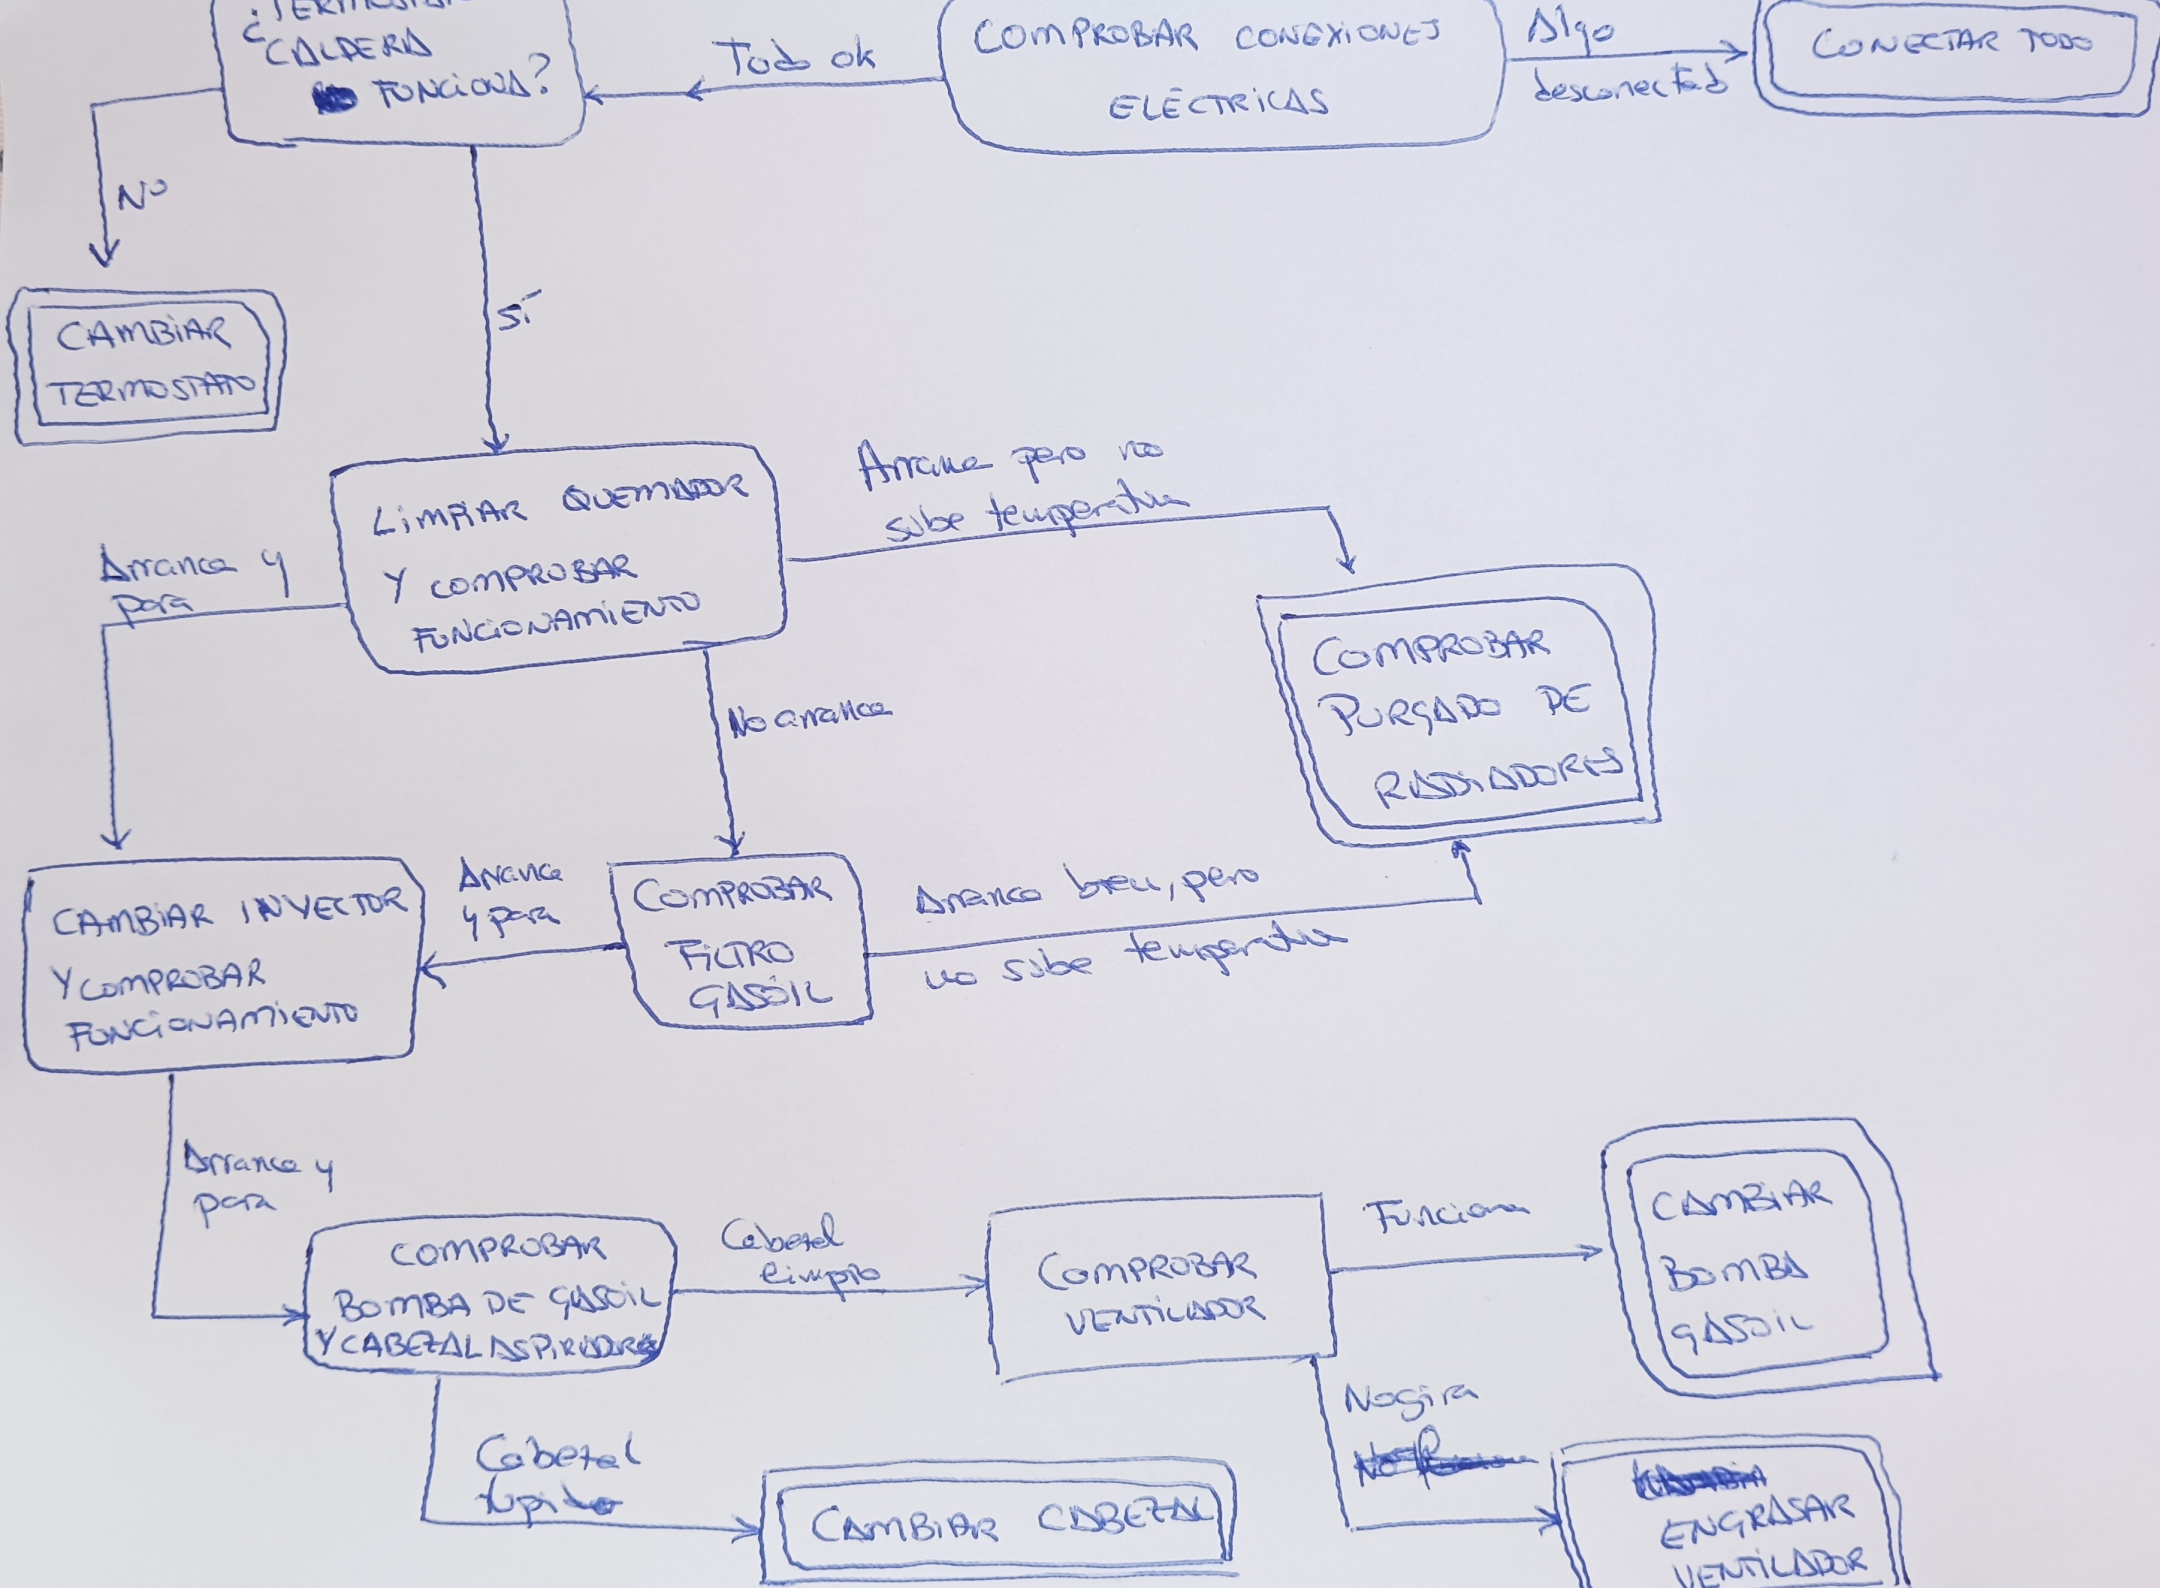 ¿TERMOSTATO
CALDERA
FUNCIONA?
Todo ok
COMPROBAR CONEXIONES
ELÉCTRICAS
Algo
desconectado
CONECTAR TODO
No
Sí
CAMBIAR
TERMOSTATO
LIMPIAR QUEMADOR
Y COMPROBAR
FUNCIONAMIENTO
Arranca pero no
sube temperatura
Arranca y
para
No arranca
COMPROBAR
PURGADO DE
RADIADORES
CAMBIAR INYECTOR
Y COMPROBAR
FUNCIONAMIENTO
Arranca
y para
COMPROBAR
FILTRO
GASÓIL
Arranca bien, pero
no sube temperatura
Arranca y
para
COMPROBAR
BOMBA DE GASOIL
Y CABEZAL ASPIRADOR
Cabezal
limpio
COMPROBAR
VENTILADOR
Funciona
CAMBIAR
BOMBA
GASOIL
Cabezal
tupido
CAMBIAR CABEZAL
No gira
ENGRASAR
VENTILADOR